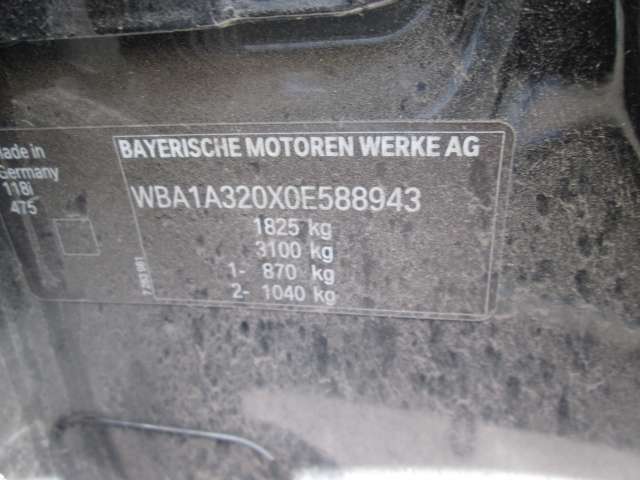 Made in
Germany
118i
475
BAYERISCHE MOTOREN WERKE AG
WBA1A320X0E588943
1825 kg
3100 kg
1- 870 kg
2- 1040 kg